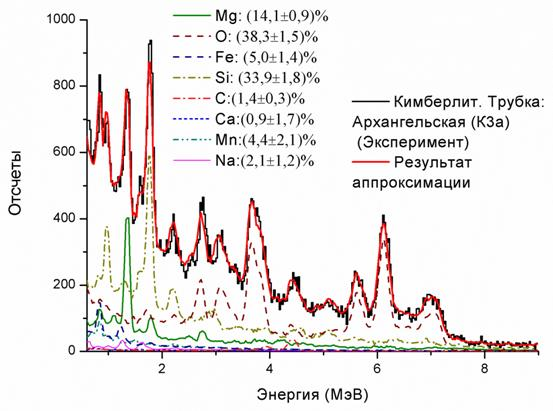 1000
800
600
400
200
0
Отсчеты
Mg: (14,1±0,9)%
O: (38,3±1,5)%
Fe: (5,0±1,4)%
Si: (33,9±1,8)%
C:(1,4±0,3)%
Ca:(0,9±1,7)%
Mn:(4,4±2,1)%
Na:(2,1±1,2)%
Кимберлит. Трубка:
Архангельская (К3а)
(Эксперимент)
Результат
аппроксимации
2 4 6 8
Энергия (МэВ)